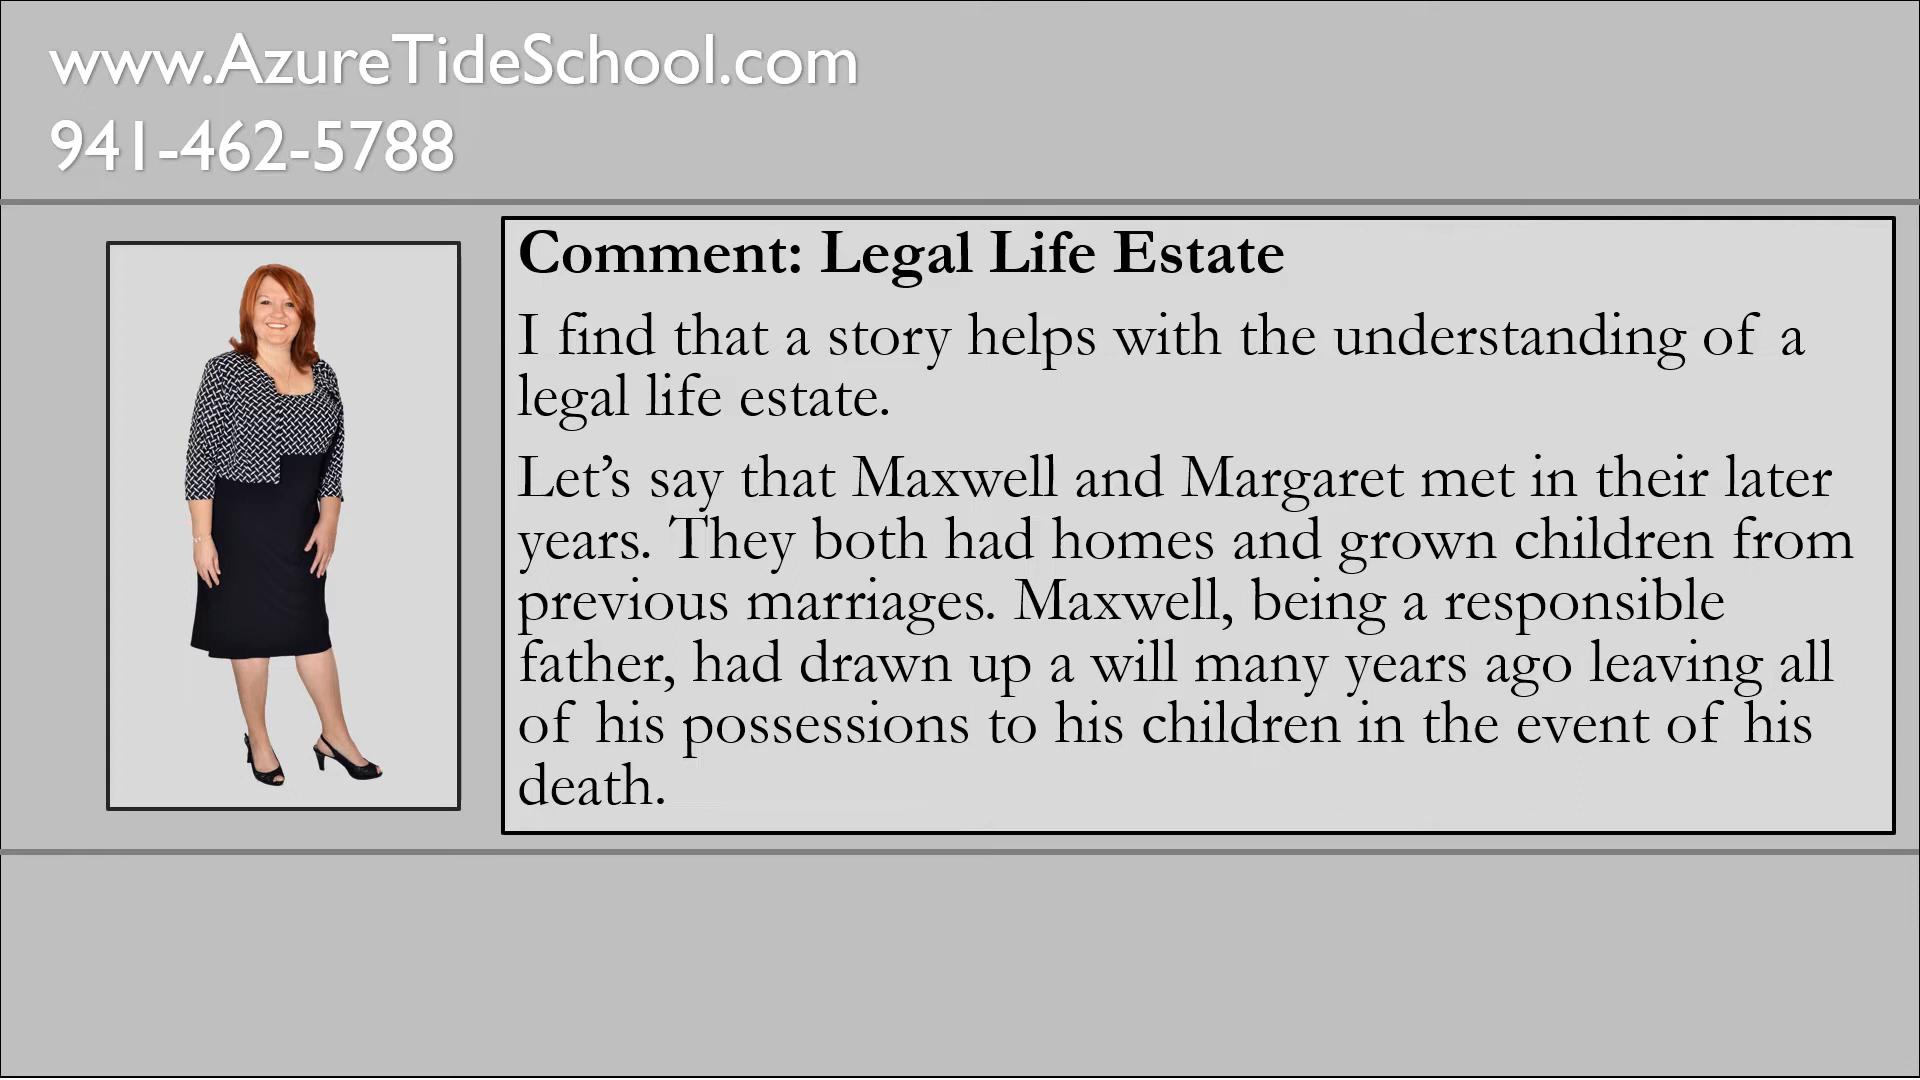 www.AzureTideSchool.com
941-462-5788
Comment: Legal Life Estate
I find that a story helps with the understanding of a
legal life estate.
Let’s say that Maxwell and Margaret met in their later
years. They both had homes and grown children from
previous marriages. Maxwell, being a responsible
father, had drawn up a will many years ago leaving all
of his possessions to his children in the event of his
death.